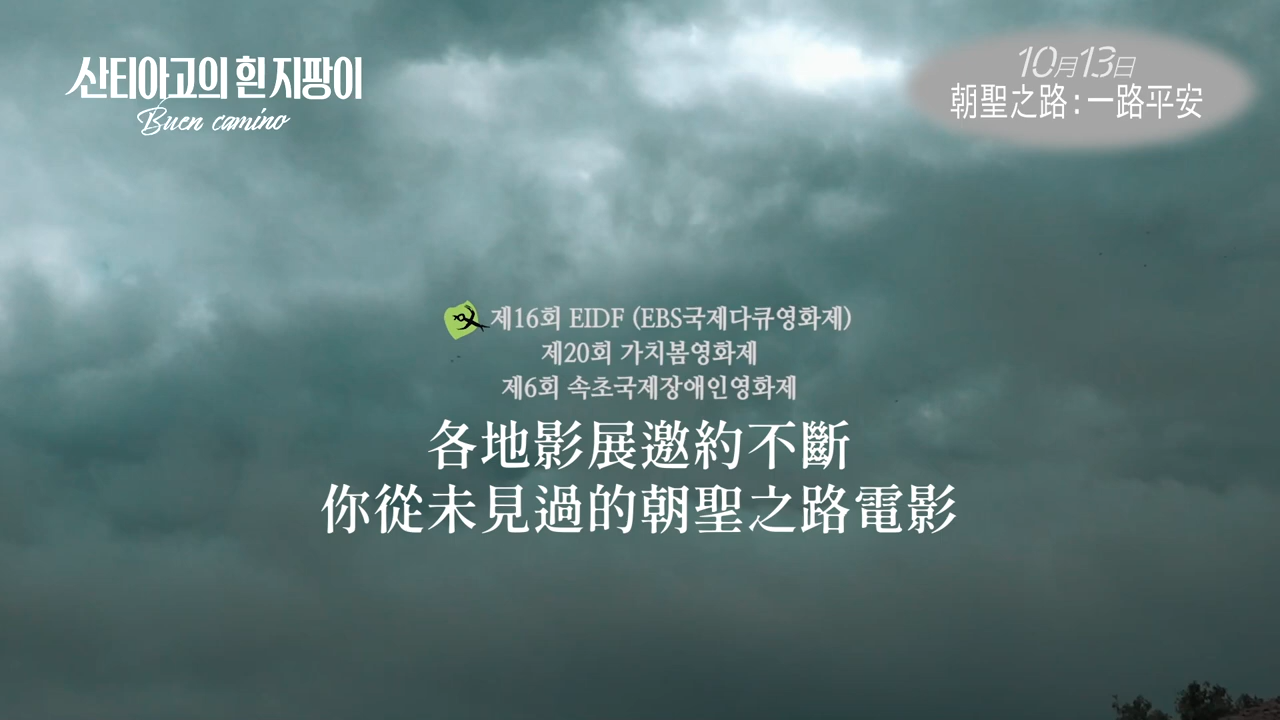 산티아고의 흰 지팡이
Buen camino
10月13日
朝聖之路:一路平安
제16회 EIDF (EBS국제다큐영화제)
제20회 가치봄영화제
제6회 속초국제장애인영화제
各地影展邀約不斷
你從未見過的朝聖之路電影